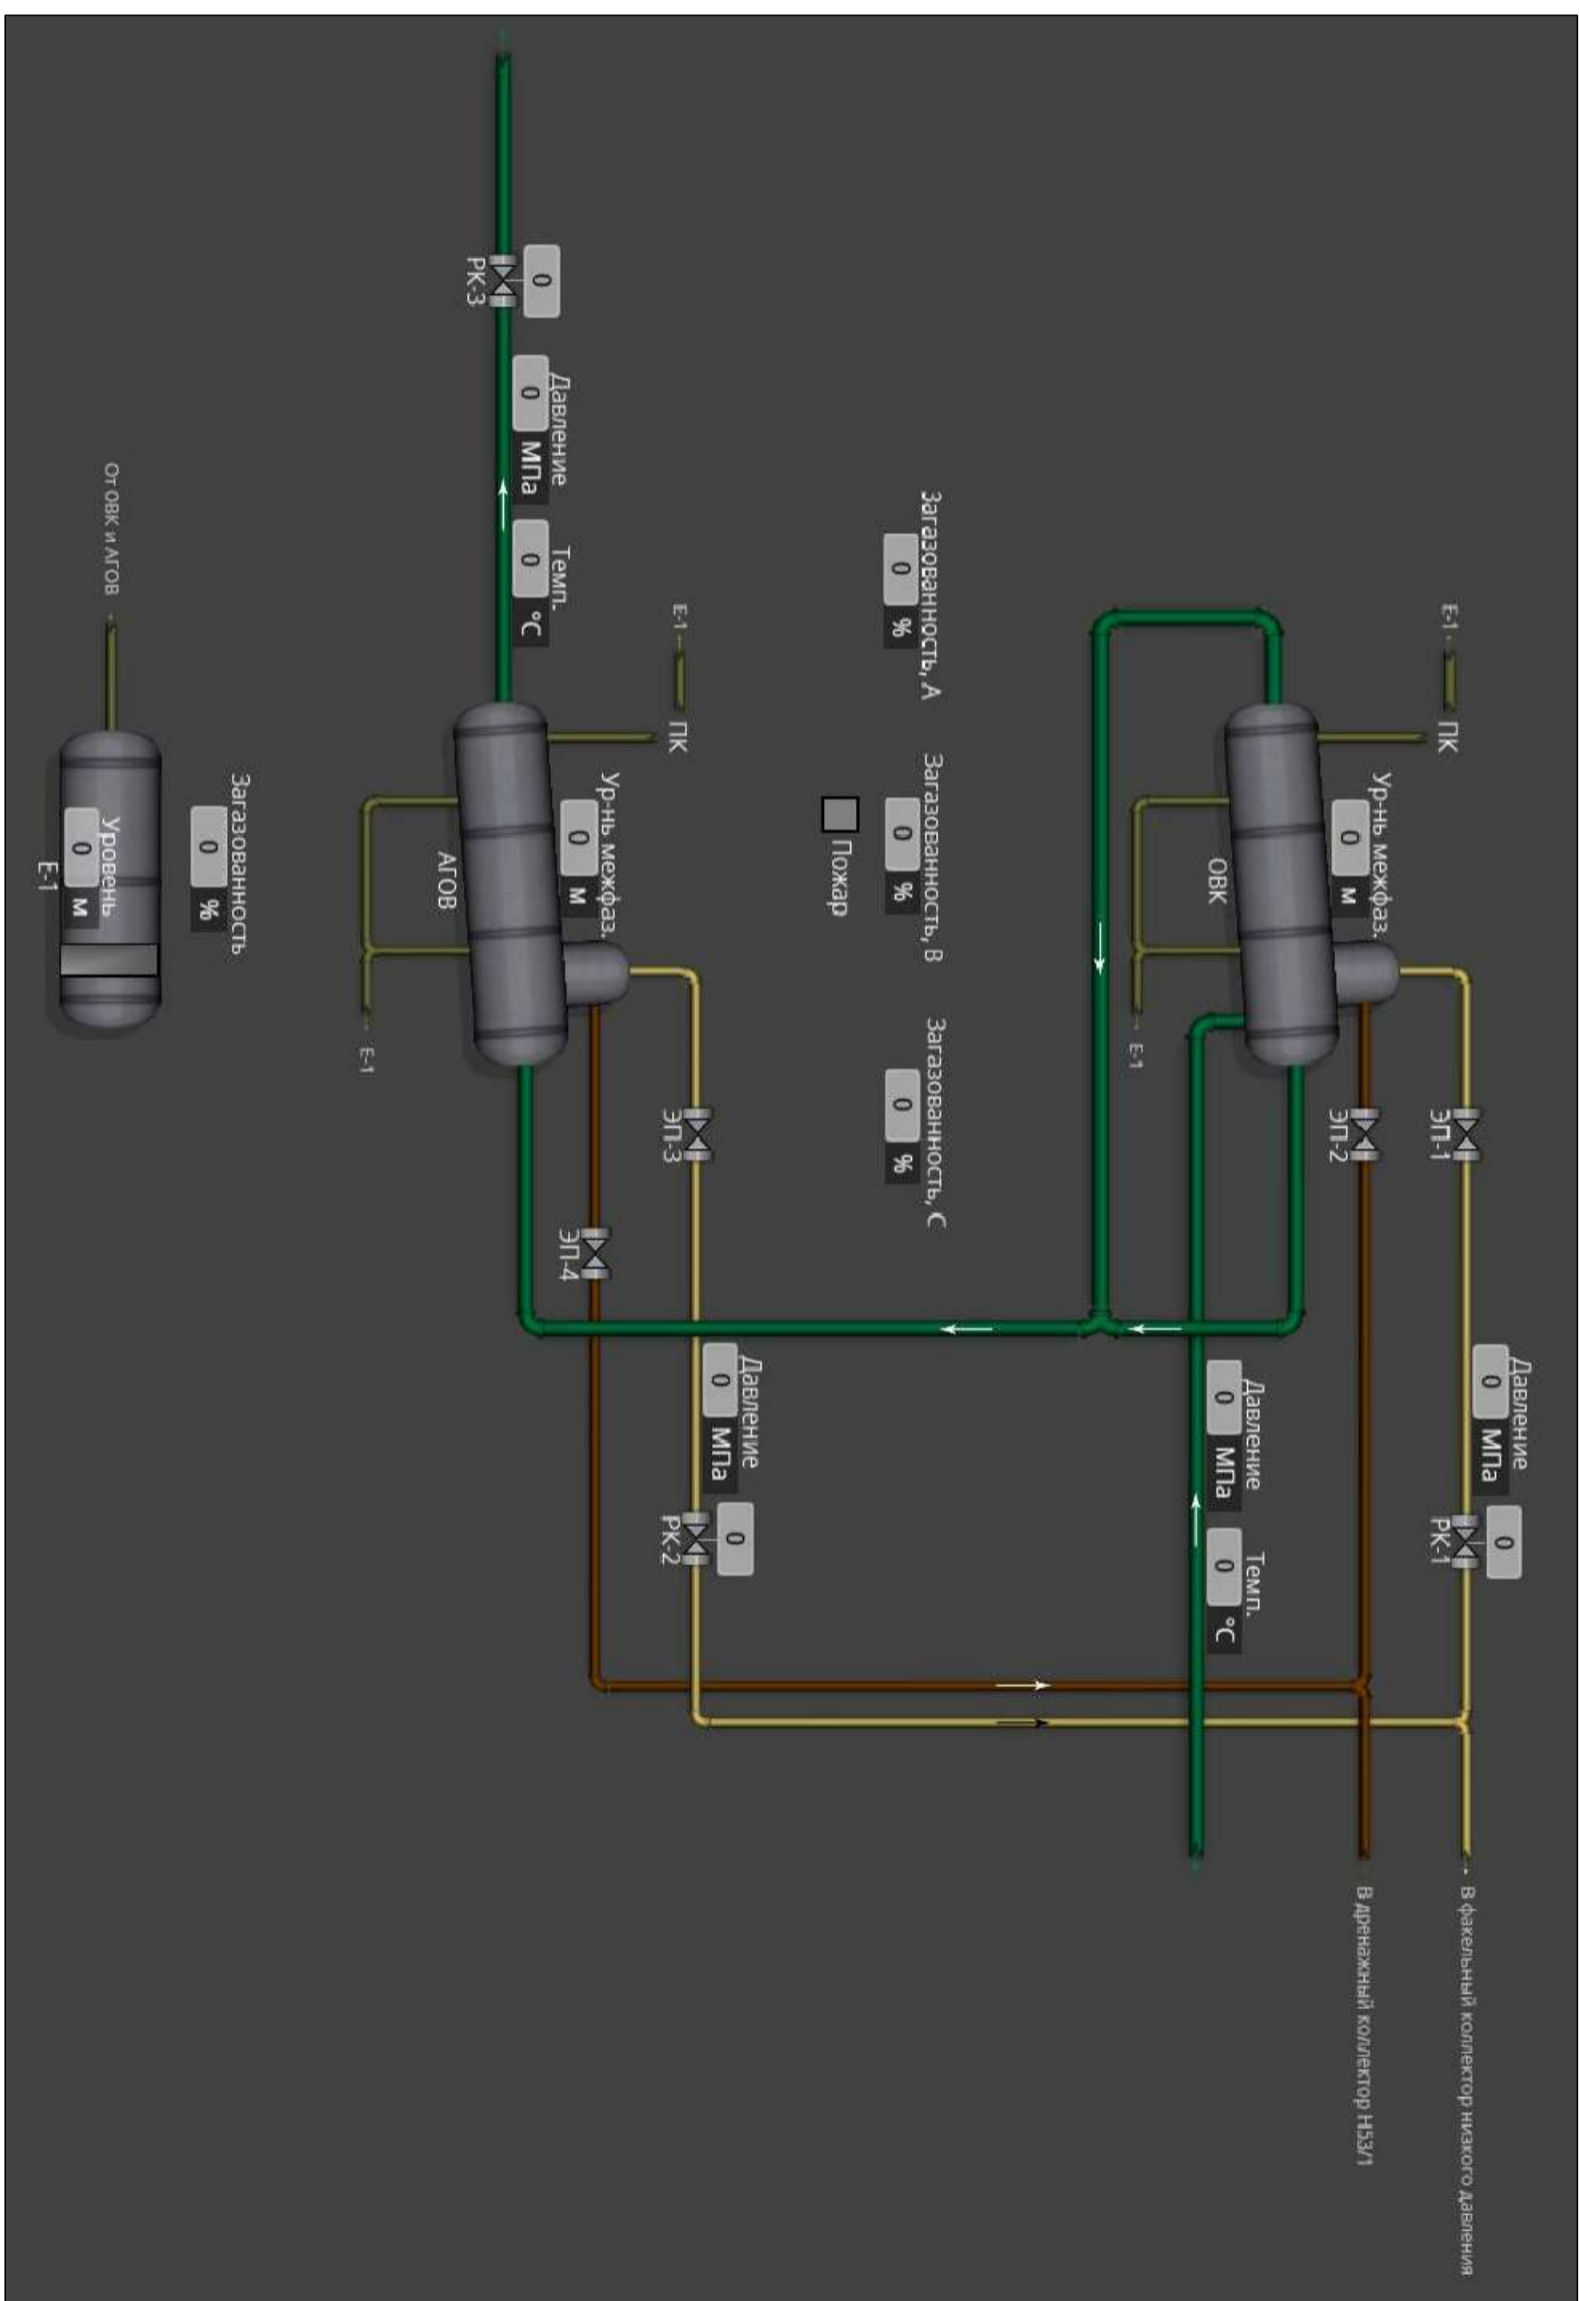 В факельный коллектор низкого давления
Давление
0 МПа
0
ЭП-1
РК-1
Е-1
ПК
В дренажный коллектор Н53/1
Ур-нь межфаз.
0 м
ЭП-2
ОВК
Давление
Темп.
0 МПа
0 °C
Е-1
Загазованность, А
Загазованность, В
Загазованность, С
0 %
0 %
0 %
Пожар
Давление
0 МПа
0
ЭП-3
РК-2
Е-1
ПК
Ур-нь межфаз.
0 м
ЭП-4
Давление
Темп.
0
0 МПа
0 °C
РК-3
АГОВ
Е-1
Загазованность
0 %
От ОВК и АГОВ
Уровень
0 м
Е-1